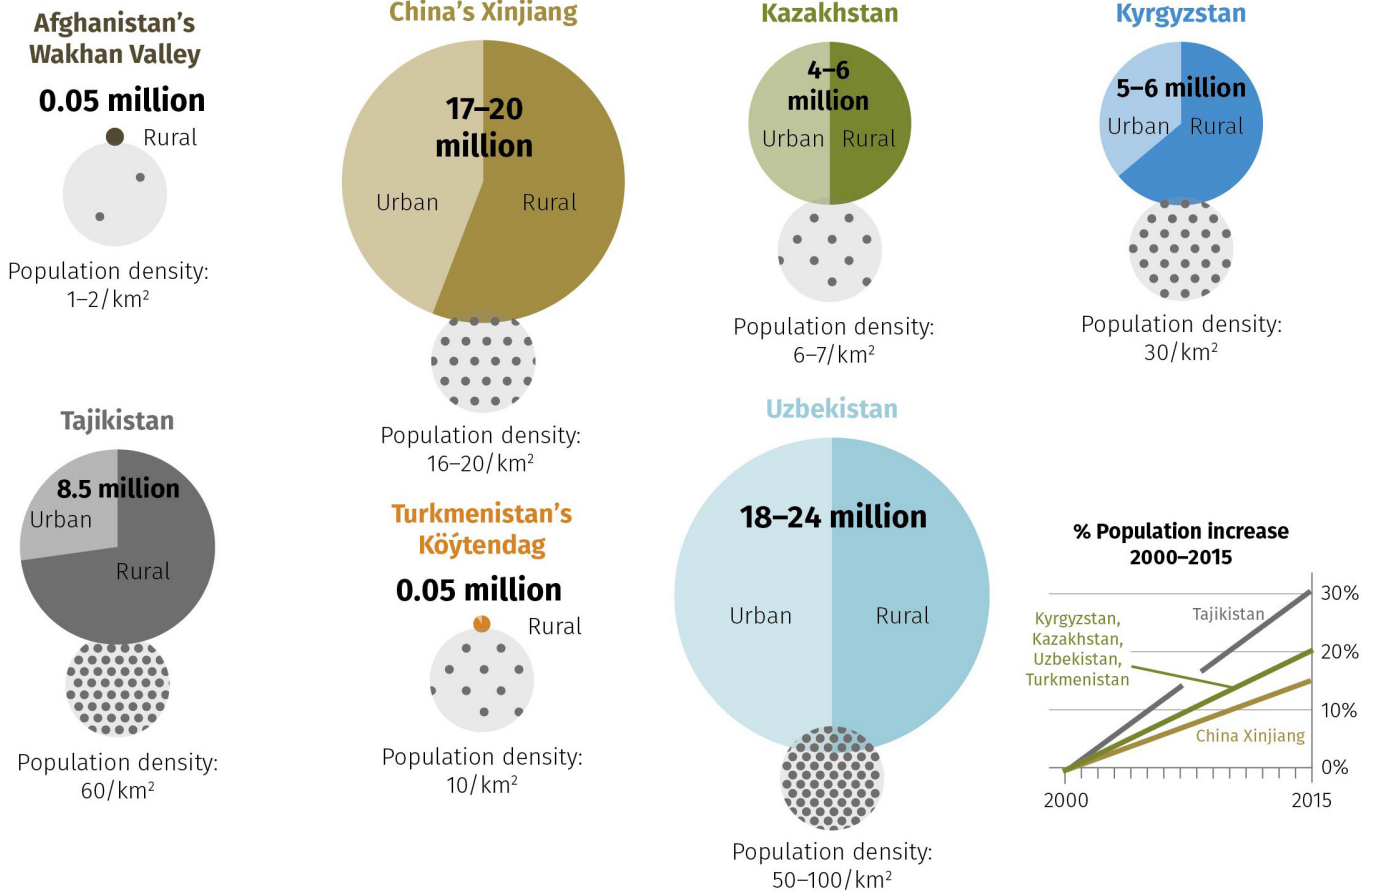 Afghanistan's
Wakhan Valley
0.05 million
Rural
Population density:
1–2/km²
China's Xinjiang
17–20
million
Urban
Rural
Population density:
16–20/km²
Kazakhstan
4–6
million
Urban
Rural
Population density:
6–7/km²
Kyrgyzstan
5–6 million
Urban
Rural
Population density:
30/km²
Tajikistan
8.5 million
Urban
Rural
Population density:
60/km²
Turkmenistan's
Köýtendag
0.05 million
Rural
Population density:
10/km²
Uzbekistan
18–24 million
Urban
Rural
Population density:
50–100/km²
% Population increase
2000–2015
Tajikistan
Kyrgyzstan,
Kazakhstan,
Uzbekistan,
Turkmenistan
China Xinjiang
30%
20%
10%
0%
2000
2015